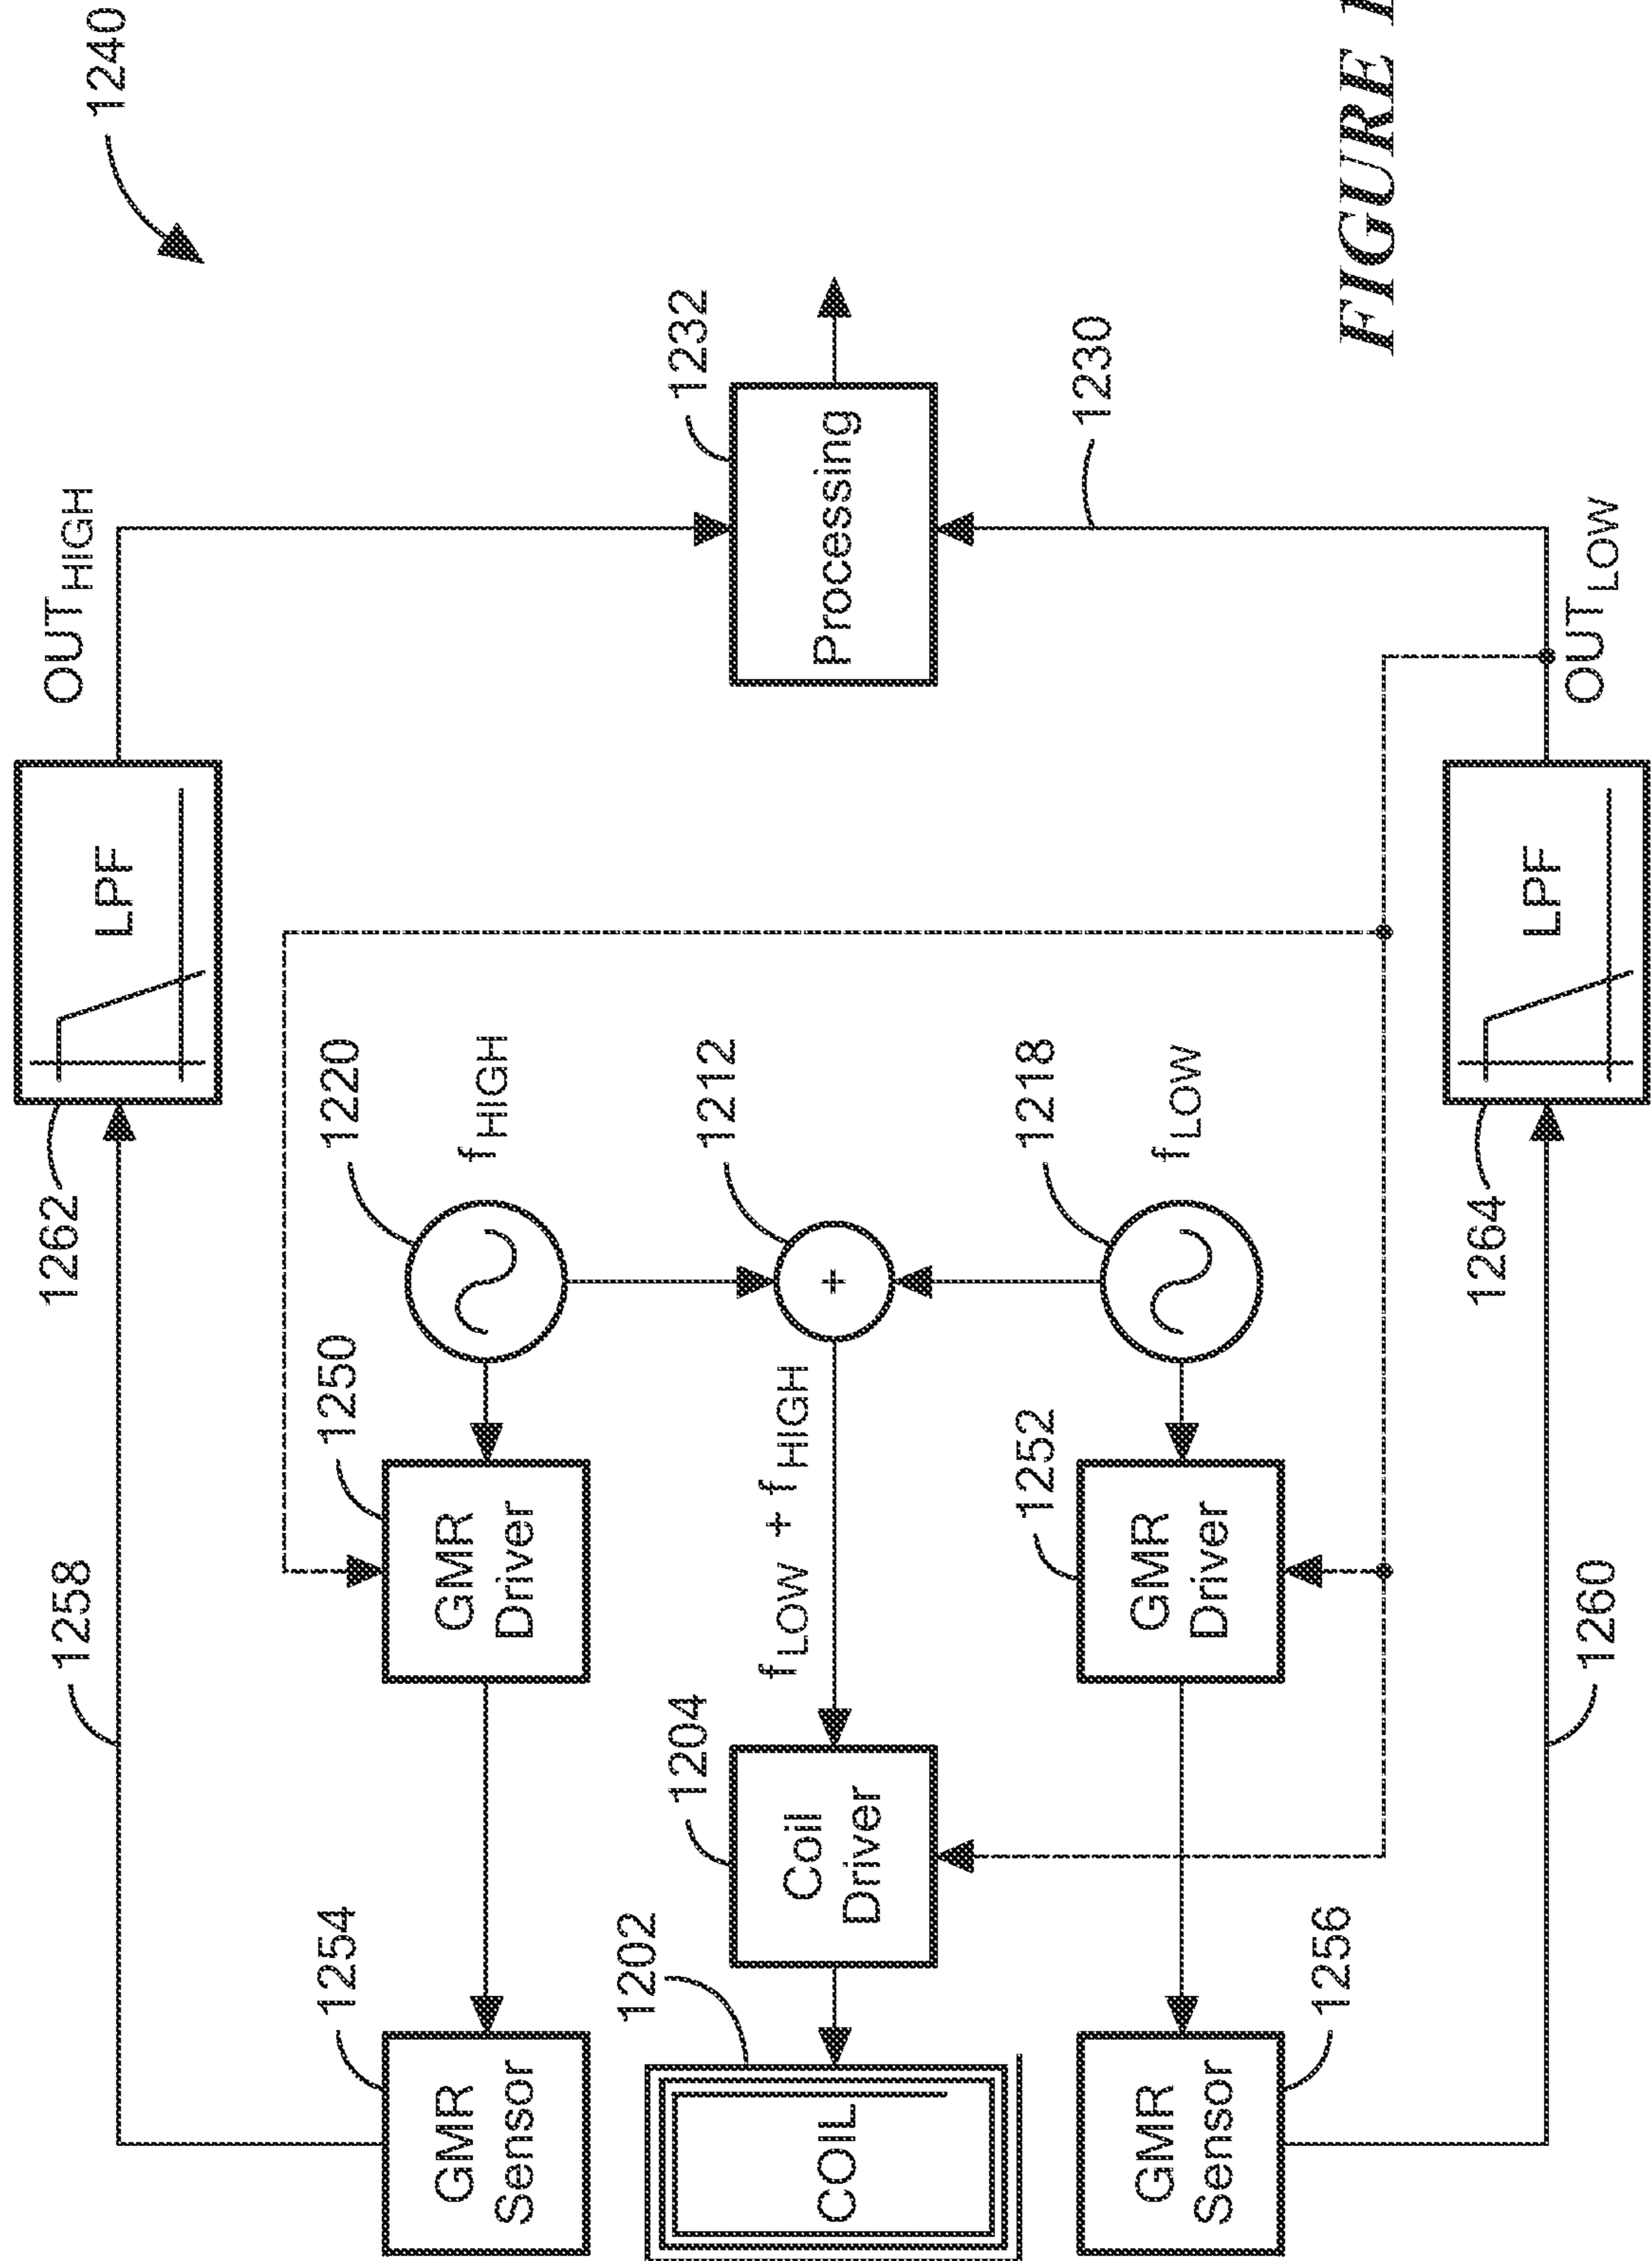 1240
OUT HIGH
1262
1258
LPF
1254
1250
1220
GMR
Sensor
GMR
Driver
f HIGH
1202
1204
1212
1232
f LOW + f HIGH
COIL
Coil
Driver
+
Processing
1252
1218
1230
GMR
Sensor
GMR
Driver
f LOW
1256
FIGURE
1264
LPF
1260
OUT LOW